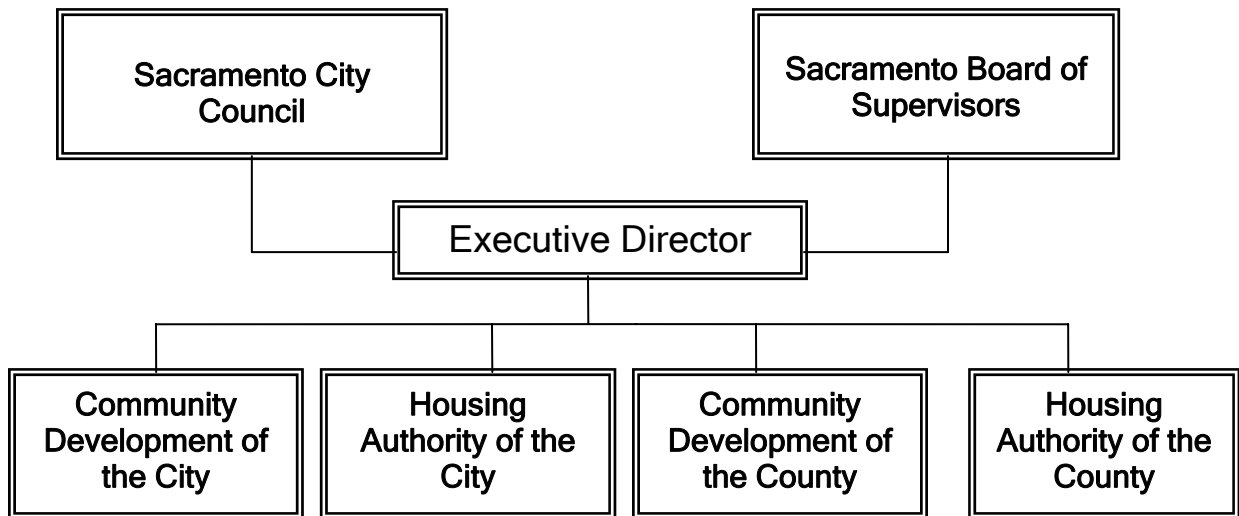 Sacramento City
Council
Sacramento Board of
Supervisors
Executive Director
Community
Development of
the City
Housing
Authority of the
City
Community
Development of
the County
Housing
Authority of the
County